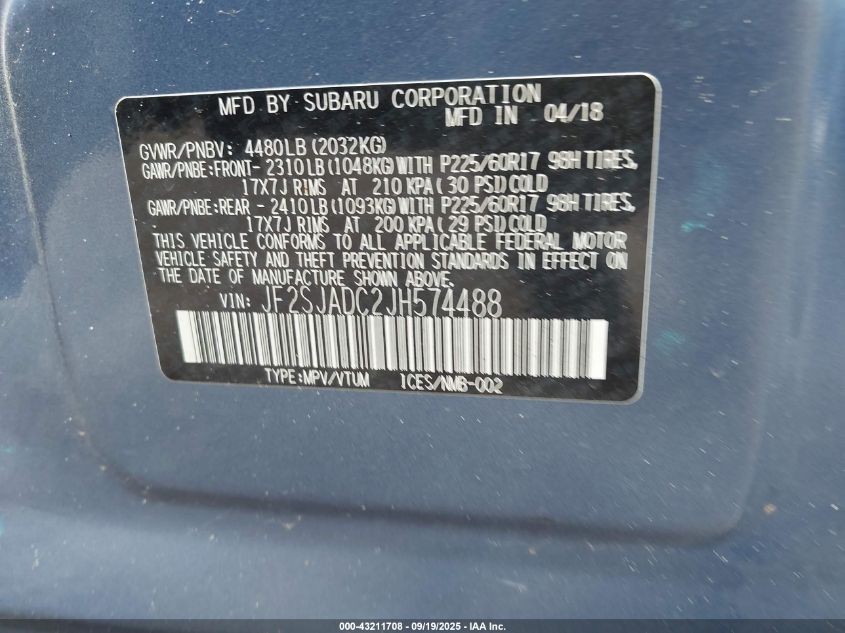 MFD BY SUBARU CORPORATION
MFD IN 04/18
GVWR/PNBV: 4480LB (2032KG)
GAWR/PNBE:FRONT- 2310LB (1048KG)WITH P225/60R17 98H TIRES,
17X7J RIMS AT 210 KPA (30 PSI)COLD
GAWR/PNBE:REAR - 2410LB (1093KG)WITH P225/60R17 98H TIRES,
17X7J RIMS AT 200 KPA (29 PSI)COLD
THIS VEHICLE CONFORMS TO ALL APPLICABLE FEDERAL MOTOR
VEHICLE SAFETY AND THEFT PREVENTION STANDARDS IN EFFECT ON
THE DATE OF MANUFACTURE SHOWN ABOVE.
VIN: JF2SJADC2JH574488
TYPE:MPV/VTUM ICES/NMB-002
000-43211708 - 09/19/2025 - IAA Inc.